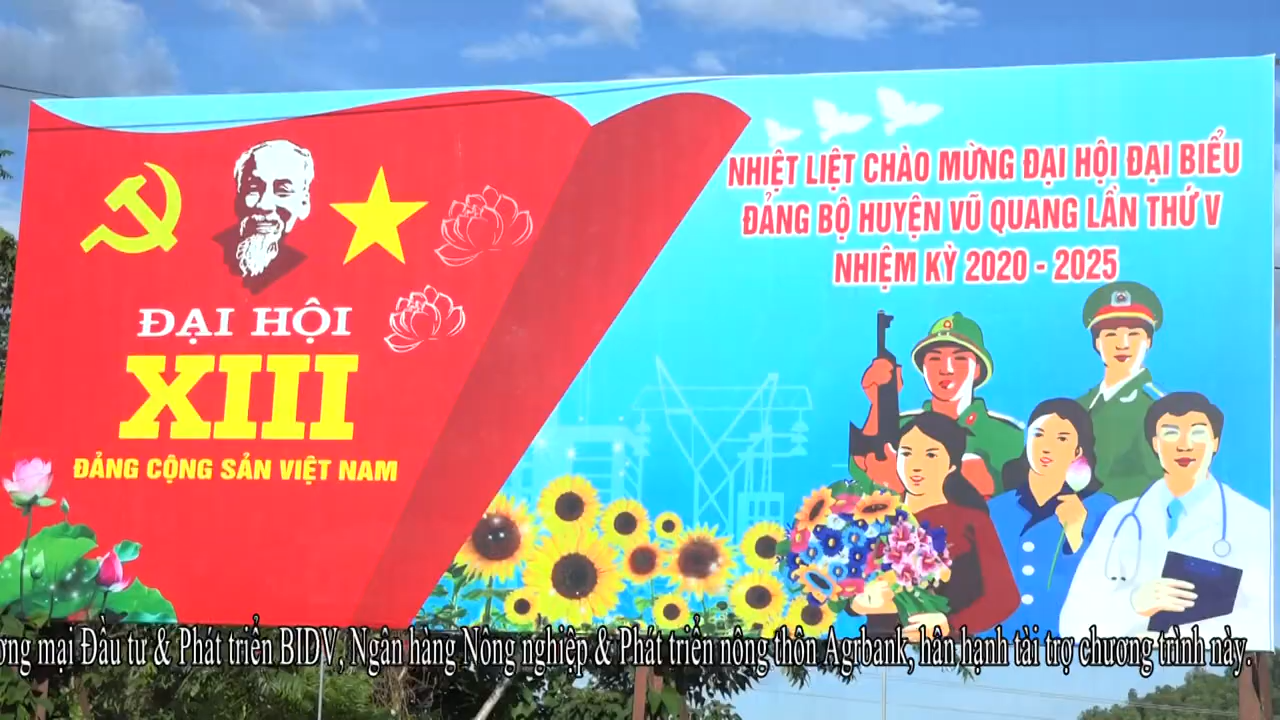 NHIỆT LIỆT CHÀO MỪNG ĐẠI HỘI ĐẠI BIỂU
ĐẢNG BỘ HUYỆN VŨ QUANG LẦN THỨ V
NHIỆM KỲ 2020 - 2025
ĐẠI HỘI
XIII
ĐẢNG CỘNG SẢN VIỆT NAM
mại Đầu tư & Phát triển BIDV, Ngân hàng Nông nghiệp & Phát triển nông thôn Agrbank, hân hạnh tài trợ chương trình này.